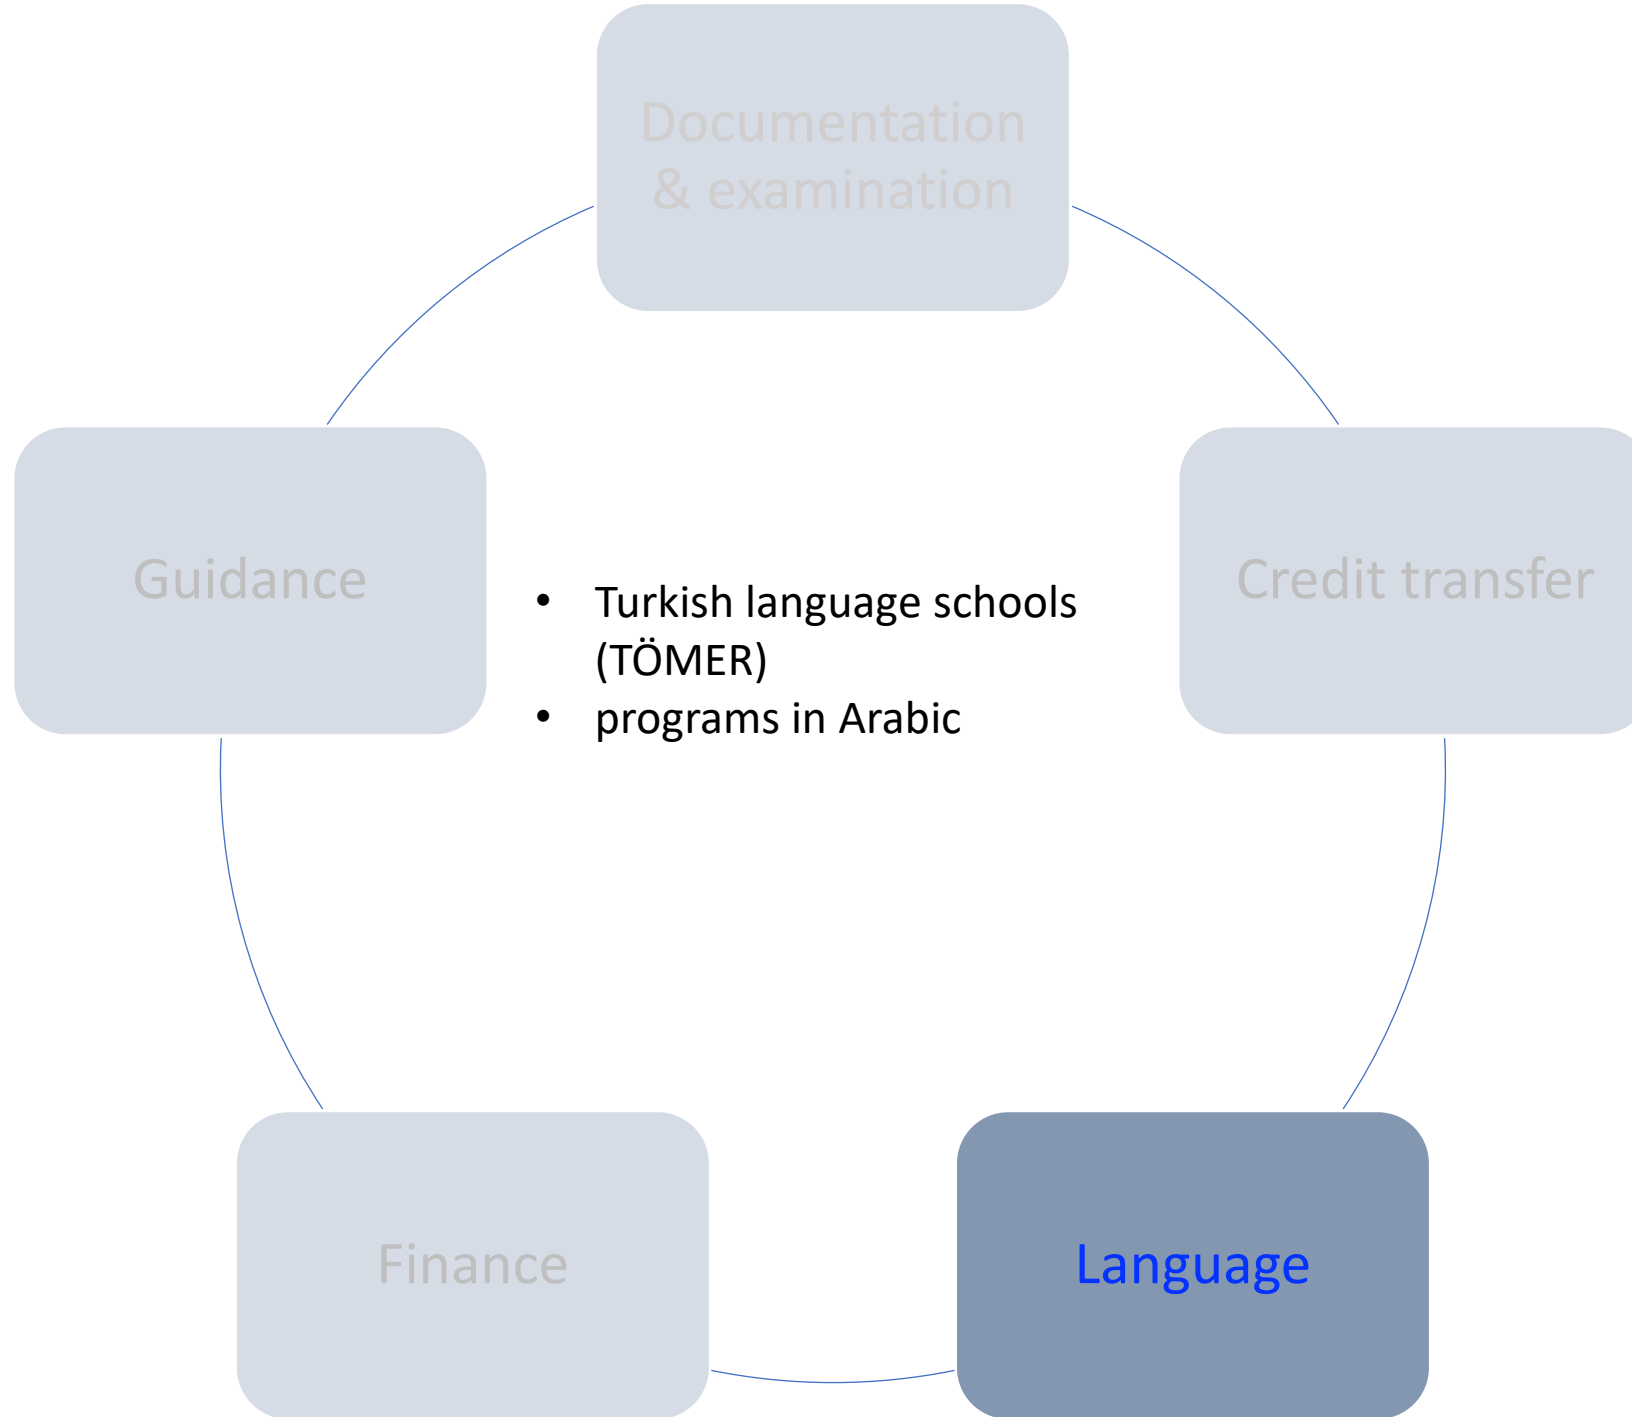 Documentation
& examination
Guidance
Credit transfer
• Turkish language schools
(TÖMER)
• programs in Arabic
Finance
Language